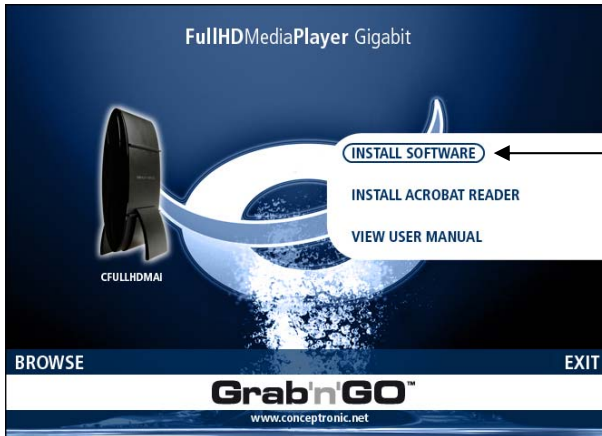 FullHDMediaPlayer Gigabit
INSTALL SOFTWARE
INSTALL ACROBAT READER
VIEW USER MANUAL
CFULLHDMAI
BROWSE
EXIT
Grab'n'GO™
www.conceptronic.net